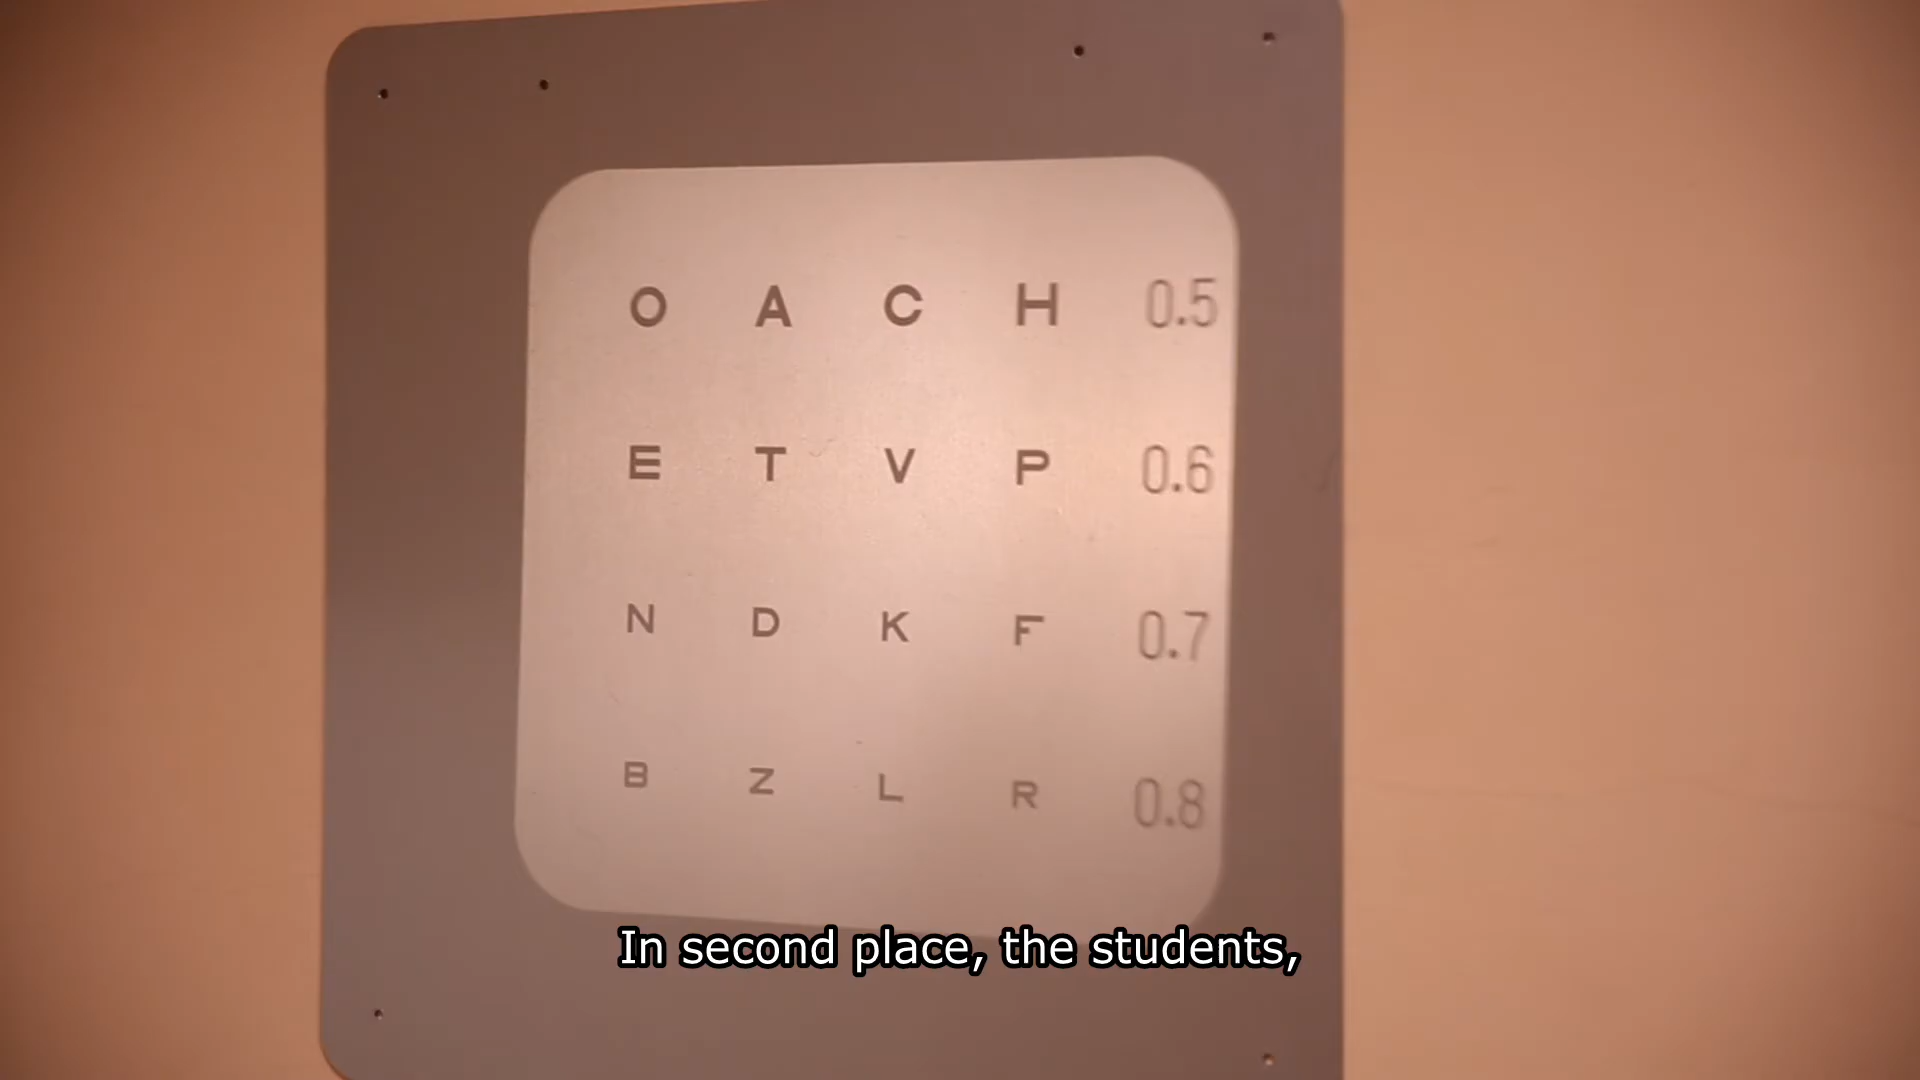 O A C H 0.5
E T V P 0.6
N D K F 0.7
B Z L R 0.8
In second place, the students,